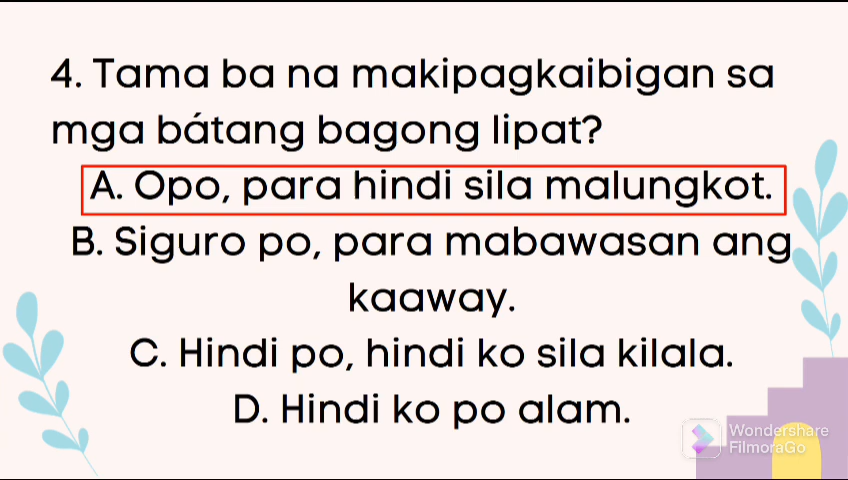 4. Tama ba na makipagkaibigan sa
mga bátang bagong lipat?
A. Opo, para hindi sila malungkot.
B. Siguro po, para mabawasan ang
kaaway.
C. Hindi po, hindi ko sila kilala.
D. Hindi ko po alam.
Wondershare
FilmoraGo